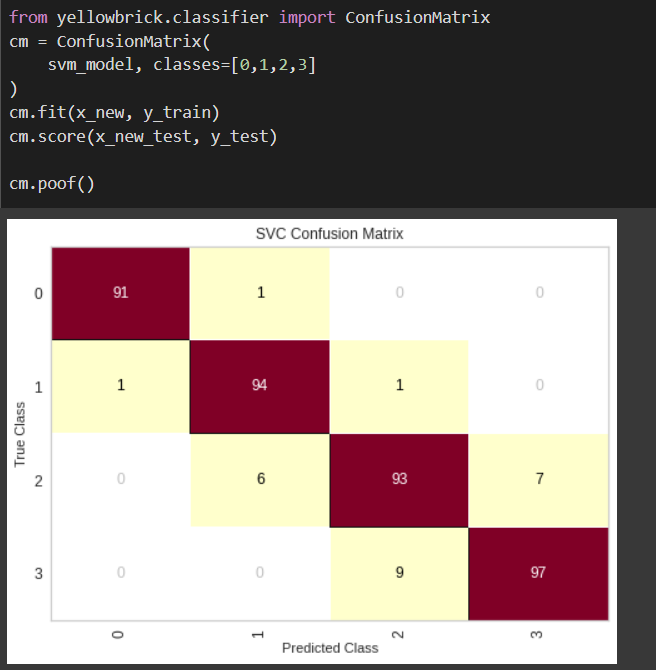 from yellowbrick.classifier import ConfusionMatrix
cm = ConfusionMatrix(
    svm_model, classes=[0,1,2,3]
)
cm.fit(x_new, y_train)
cm.score(x_new_test, y_test)
cm.poof()
SVC Confusion Matrix
0 91 1 0 0
1 1 94 1 0
True Class
2 0 6 93 7
3 0 0 9 97
0 1 2 3
Predicted Class